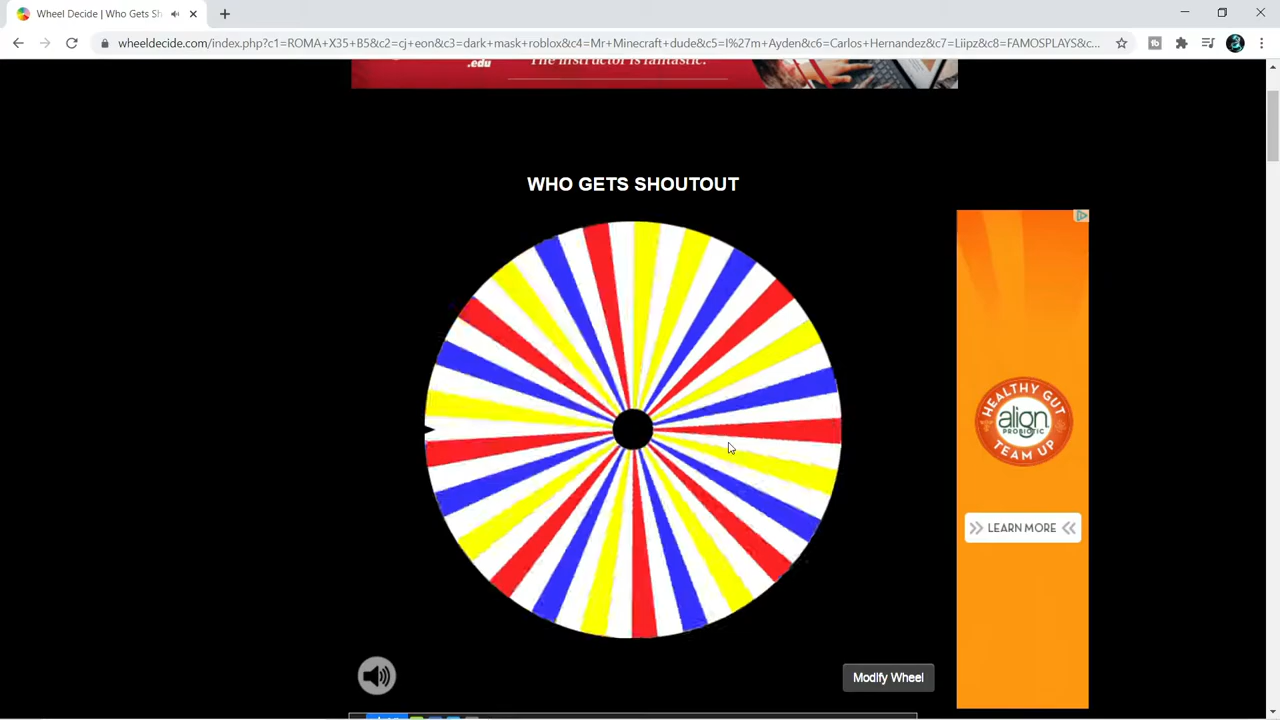 Wheel Decide | Who Gets Sh
wheeldecide.com/index.php?c1=ROMA+X35+B5&c2=cj+eon&c3=dark+mask+roblox&c4=Mr+Minecraft+dude&c5=I%27m+Ayden&c6=Carlos+Hernandez&c7=Liipz&c8=FAMOSPLAYS&c...
.edu
The instructor is fantastic.
WHO GETS SHOUTOUT
HEALTHY GUT
align
PROBIOTIC
TEAM UP
>> LEARN MORE <<
Modify Wheel